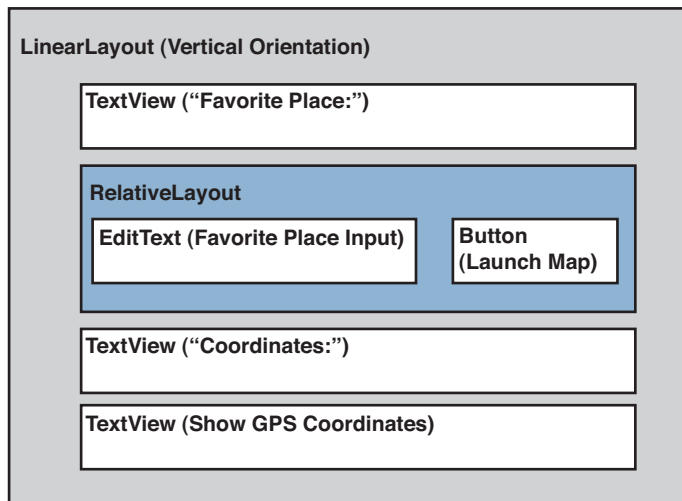 LinearLayout (Vertical Orientation)
TextView (“Favorite Place:”)
RelativeLayout
EditText (Favorite Place Input)
Button
(Launch Map)
TextView (“Coordinates:”)
TextView (Show GPS Coordinates)